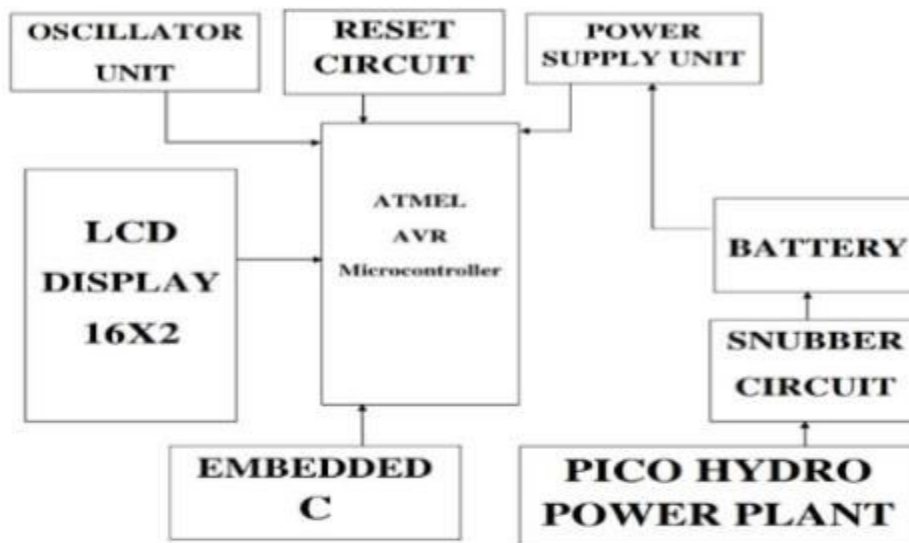 OSCILLATOR
UNIT
RESET
CIRCUIT
POWER
SUPPLY UNIT
LCD
DISPLAY
16X2
ATMEL
AVR
Microcontroller
BATTERY
SNUBBER
CIRCUIT
EMBEDDED
C
PICO HYDRO
POWER PLANT